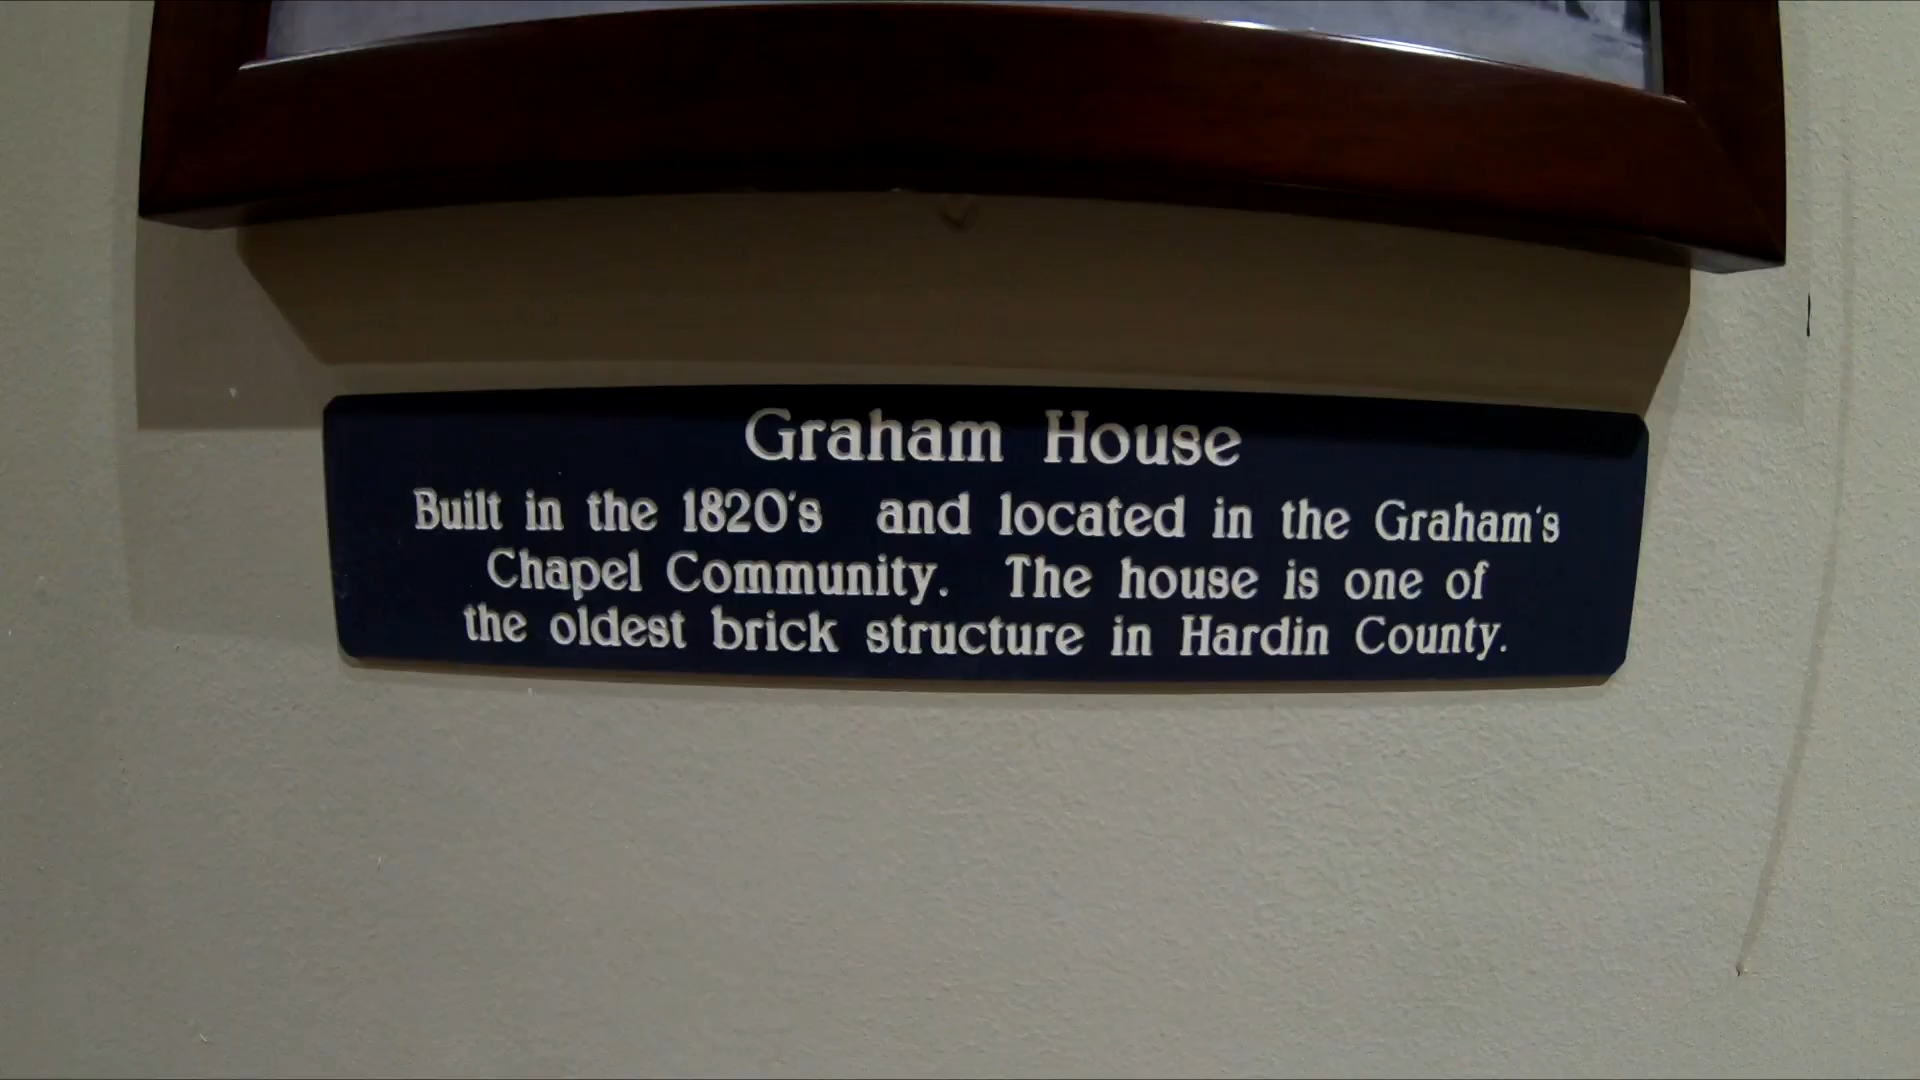 Graham House
Built in the 1820's and located in the Graham's
Chapel Community. The house is one of
the oldest brick structure in Hardin County.